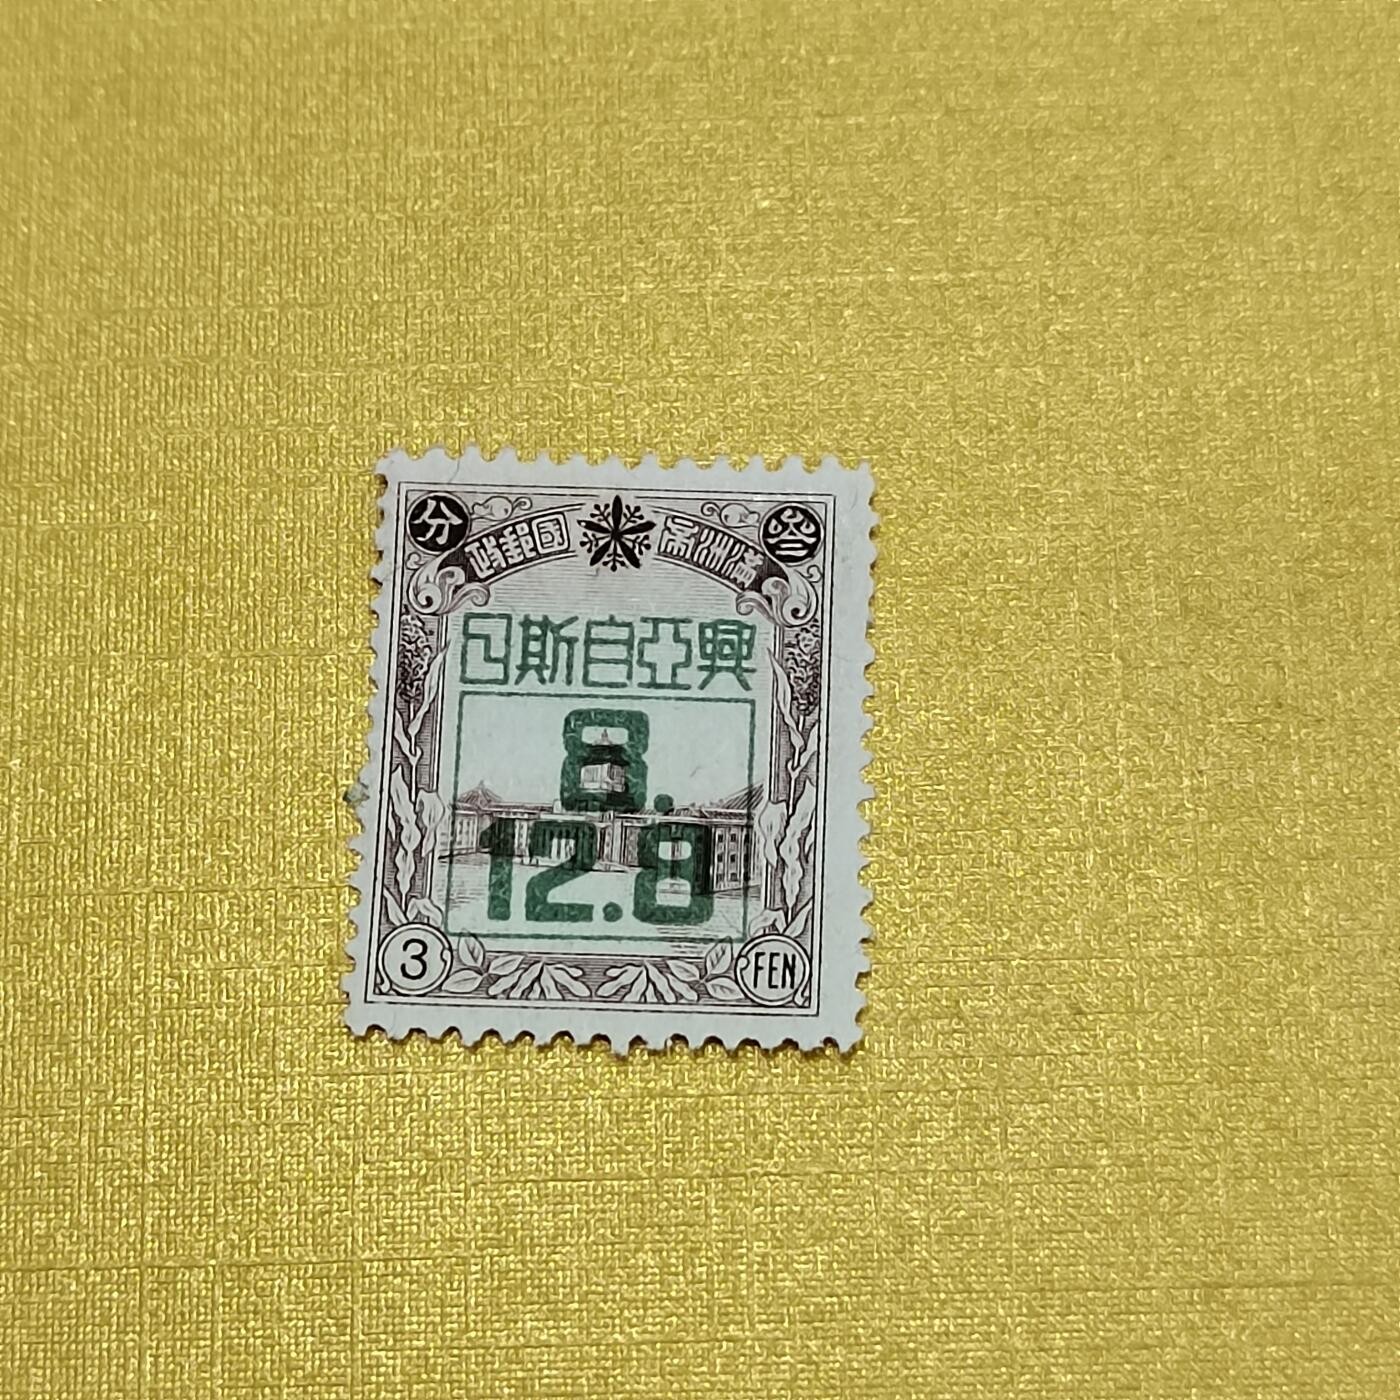 叁 分
滿洲帝國郵政
興亞自斯日
8.
12.8
3 FEN